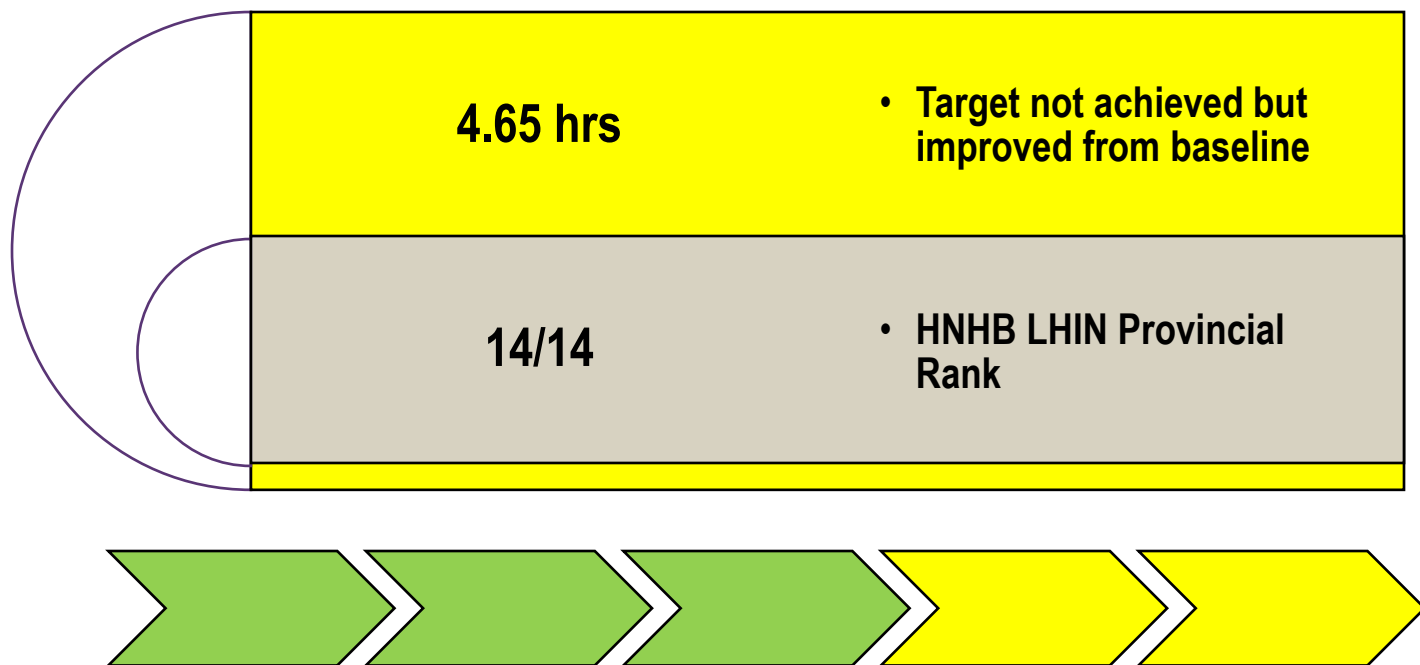 4.65 hrs
• Target not achieved but
improved from baseline
14/14
• HNHB LHIN Provincial
Rank